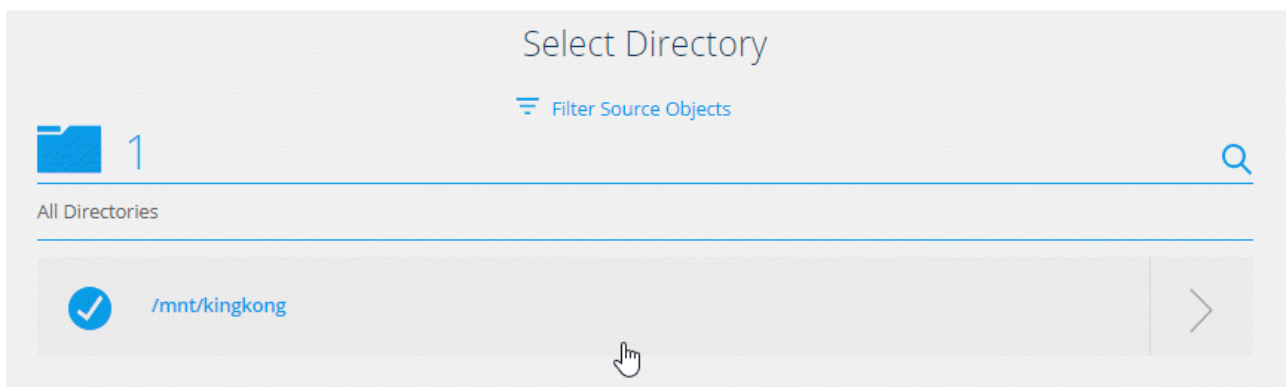 Select Directory
Filter Source Objects
1
All Directories
/mnt/kingkong